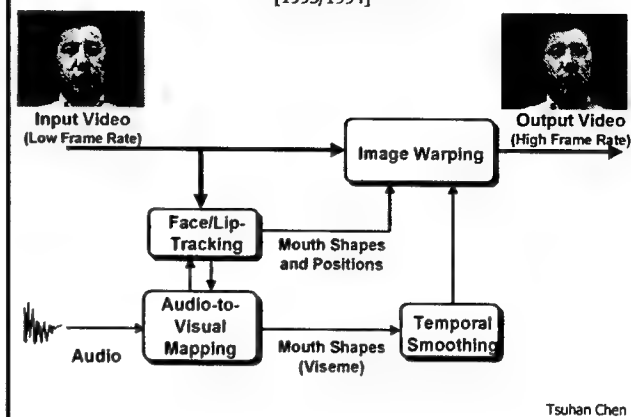 Input Video
(Low Frame Rate)
Output Video
(High Frame Rate)
Image Warping
Face/Lip-
Tracking
Mouth Shapes
and Positions
Audio-to-
Visual
Mapping
Audio
Mouth Shapes
(Viseme)
Temporal
Smoothing
Tsuhan Chen